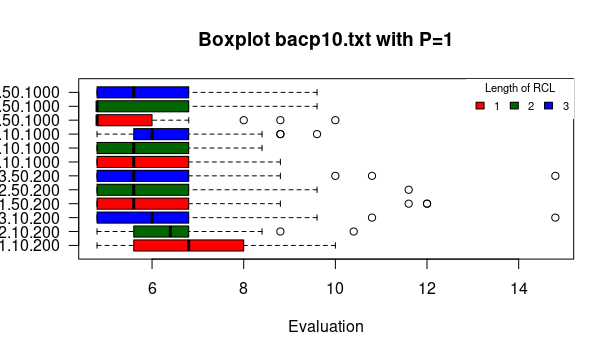 Boxplot bacp10.txt with P=1
Length of RCL
1 2 3
.50.1000
.50.1000
.50.1000
.10.1000
.10.1000
.10.1000
3.50.200
2.50.200
1.50.200
3.10.200
2.10.200
1.10.200
6 8 10 12 14
Evaluation